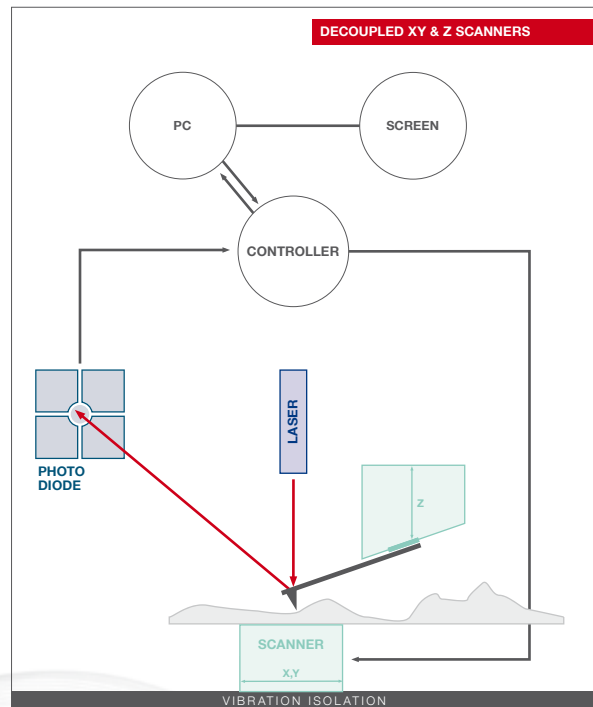 DECOUPLED XY & Z SCANNERS
PC
SCREEN
CONTROLLER
LASER
PHOTO
DIODE
Z
SCANNER
X,Y
VIBRATION ISOLATION